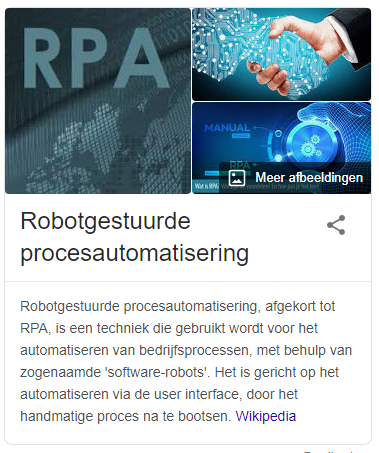 RPA
MANUAL
RPA
Meer afbeeldingen
Robotgestuurde
procesautomatisering
Robotgestuurde procesautomatisering, afgekort tot
RPA, is een techniek die gebruikt wordt voor het
automatiseren van bedrijfsprocessen, met behulp van
zogenaamde 'software-robots'. Het is gericht op het
automatiseren via de user interface, door het
handmatige proces na te bootsen. Wikipedia